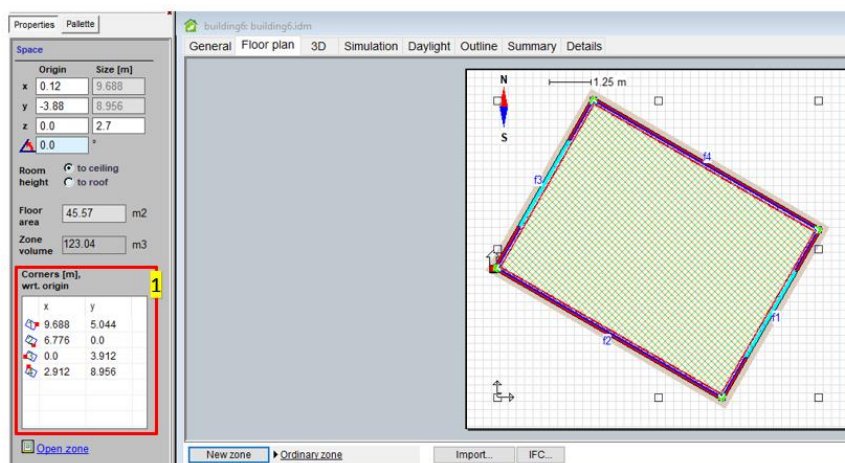 Properties Pallette
building6: building6.idm
General Floor plan 3D Simulation Daylight Outline Summary Details
Space
Origin Size [m]
x 0.12 9.688
y -3.88 8.956
z 0.0 2.7
0.0 °
Room height to ceiling
to roof
Floor area 45.57 m2
Zone volume 123.04 m3
Corners [m],
wrt. origin
1
x y
9.688 5.044
6.776 0.0
0.0 3.912
2.912 8.956
Open zone
N
S
1.25 m
f4
f3
f1
f2
New zone Ordinary zone Import... IFC...